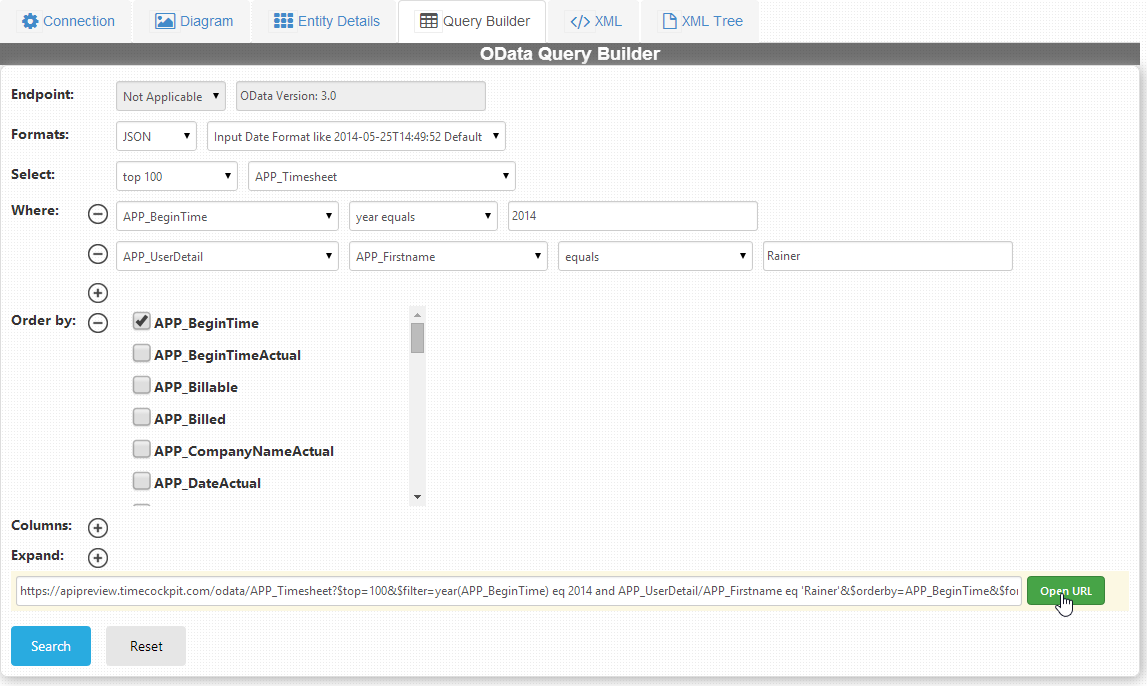 Connection Diagram Entity Details Query Builder </> XML XML Tree
OData Query Builder
Endpoint: Not Applicable OData Version: 3.0
Formats: JSON Input Date Format like 2014-05-25T14:49:52 Default
Select: top 100 APP_Timesheet
Where: APP_BeginTime year equals 2014
APP_UserDetail APP_Firstname equals Rainer
Order by: APP_BeginTime
APP_BeginTimeActual
APP_Billable
APP_Billed
APP_CompanyNameActual
APP_DateActual
Columns:
Expand:
https://apipreview.timecockpit.com/odata/APP_Timesheet?$top=100&$filter=year(APP_BeginTime) eq 2014 and APP_UserDetail/APP_Firstname eq 'Rainer'&$orderby=APP_BeginTime&$for Open URL
Search Reset